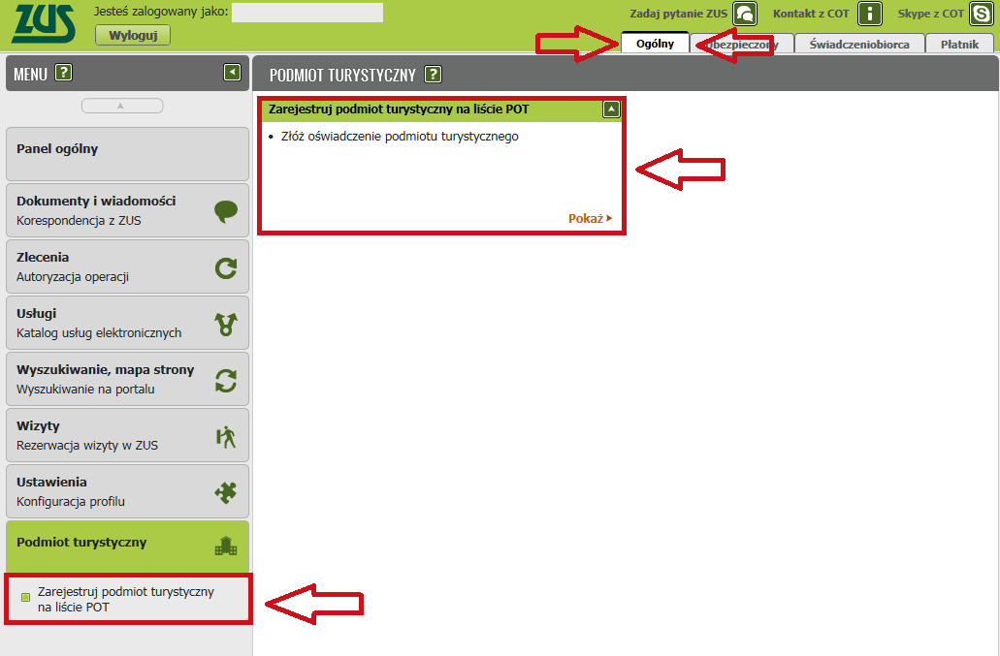 ZUS
Jesteś zalogowany jako:
Wyloguj
Zadaj pytanie ZUS
Kontakt z COT
Skype z COT
Ogólny
Ubezpieczony
Świadczeniobiorca
Płatnik
MENU ?
PODMIOT TURYSTYCZNY ?
Zarejestruj podmiot turystyczny na liście POT
• Złóż oświadczenie podmiotu turystycznego
Pokaż
Panel ogólny
Dokumenty i wiadomości
Korespondencja z ZUS
Zlecenia
Autoryzacja operacji
Usługi
Katalog usług elektronicznych
Wyszukiwanie, mapa strony
Wyszukiwanie na portalu
Wizyty
Rezerwacja wizyty w ZUS
Ustawienia
Konfiguracja profilu
Podmiot turystyczny
Zarejestruj podmiot turystyczny
na liście POT